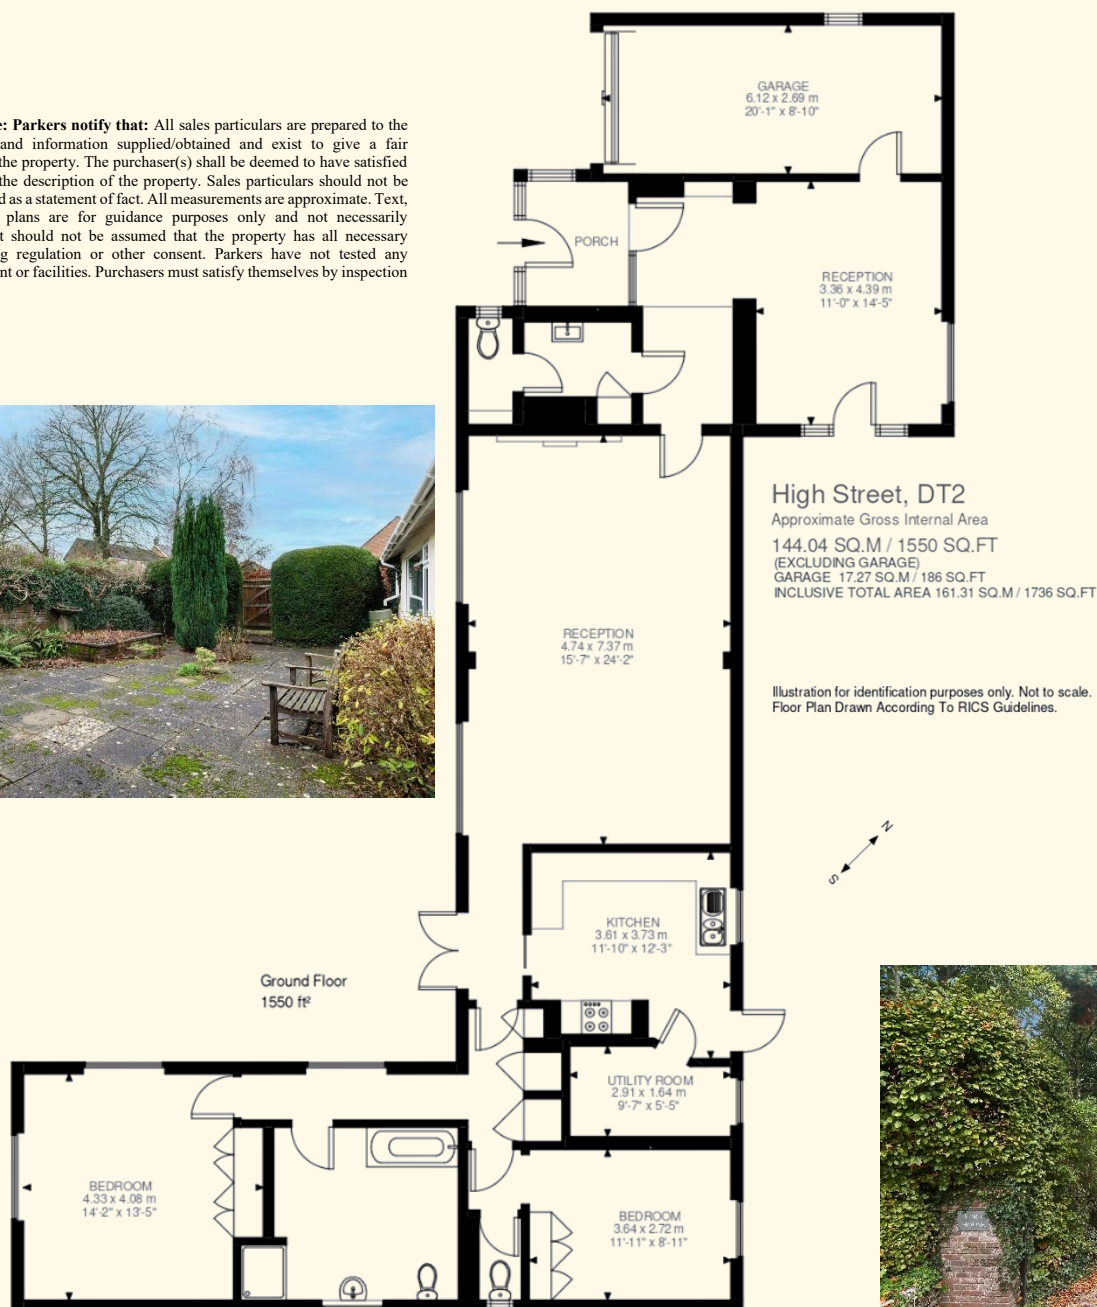 e: Parkers notify that: All sales particulars are prepared to the
and information supplied/obtained and exist to give a fair
the property. The purchaser(s) shall be deemed to have satisfied
the description of the property. Sales particulars should not be
d as a statement of fact. All measurements are approximate. Text,
plans are for guidance purposes only and not necessarily
t should not be assumed that the property has all necessary
g regulation or other consent. Parkers have not tested any
nt or facilities. Purchasers must satisfy themselves by inspection
GARAGE
6.12 x 2.69 m
20'-1" x 8'-10"
PORCH
RECEPTION
3.36 x 4.39 m
11'-0" x 14'-5"
High Street, DT2
Approximate Gross Internal Area
144.04 SQ.M / 1550 SQ.FT
(EXCLUDING GARAGE)
GARAGE 17.27 SQ.M / 186 SQ.FT
INCLUSIVE TOTAL AREA 161.31 SQ.M / 1736 SQ.FT
RECEPTION
4.74 x 7.37 m
15'-7" x 24'-2"
Illustration for identification purposes only. Not to scale.
Floor Plan Drawn According To RICS Guidelines.
N
S
KITCHEN
3.61 x 3.73 m
11'-10" x 12'-3"
Ground Floor
1550 ft²
UTILITY ROOM
2.91 x 1.64 m
9'-7" x 5'-5"
BEDROOM
4.33 x 4.08 m
14'-2" x 13'-5"
BEDROOM
3.64 x 2.72 m
11'-11" x 8'-11"